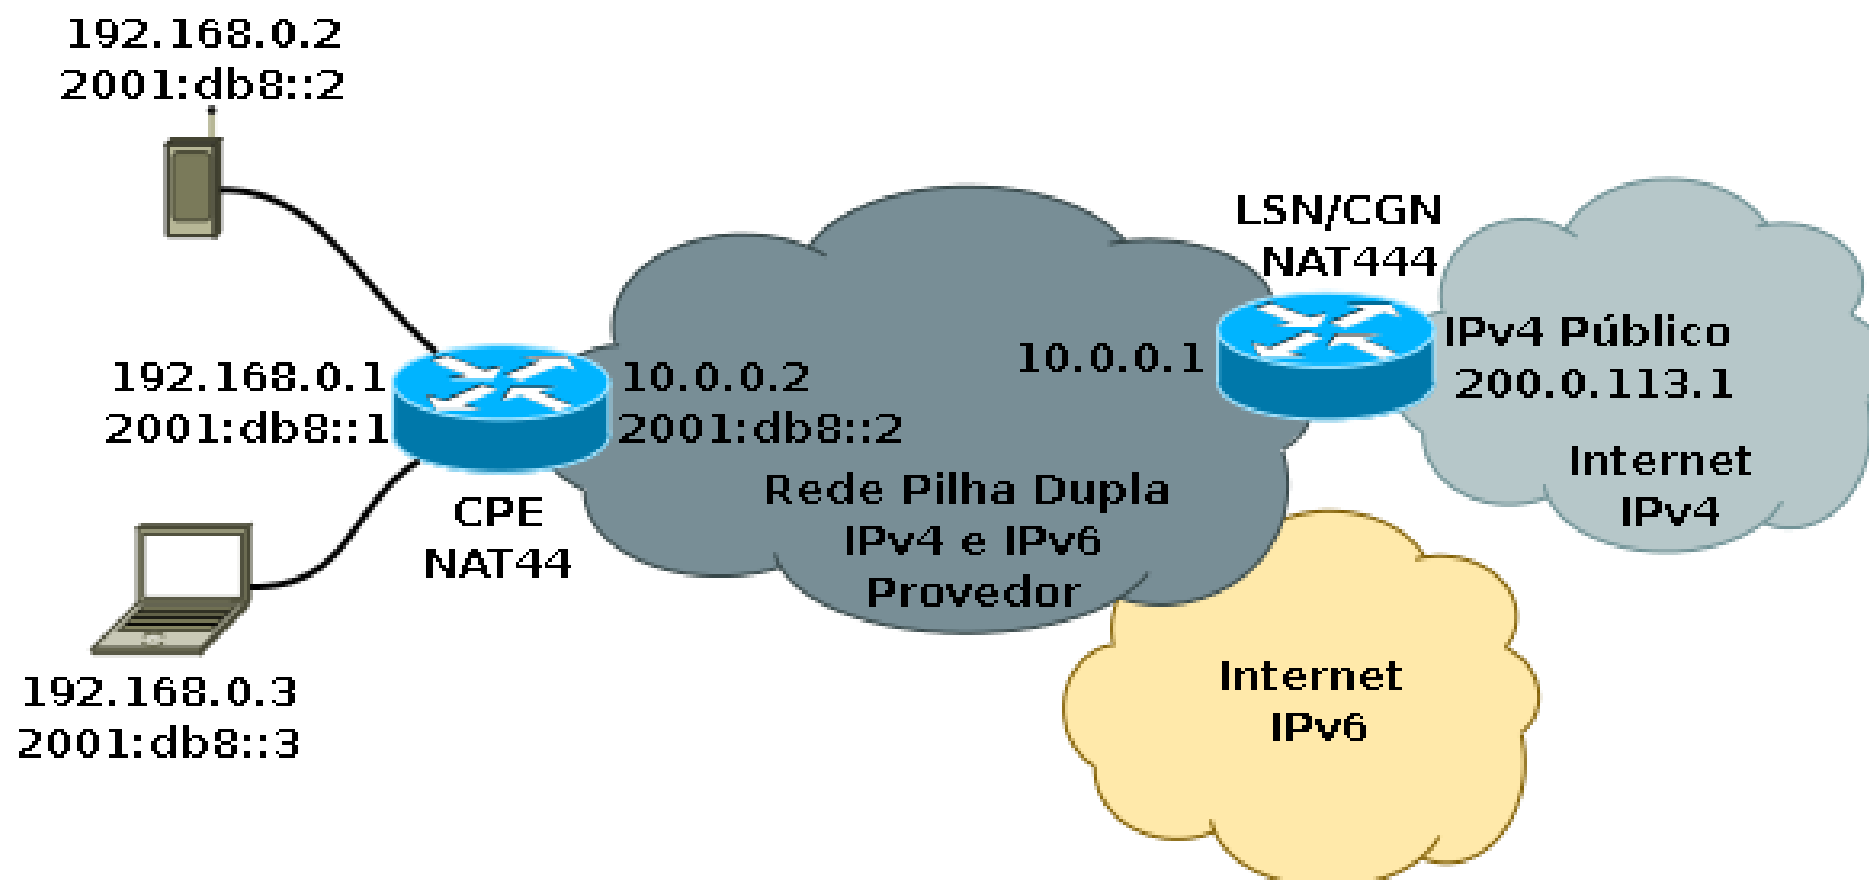 192.168.0.2
2001:db8::2
LSN/CGN
NAT444
192.168.0.1
2001:db8::1
10.0.0.2
2001:db8::2
10.0.0.1
IPv4 Público
200.0.113.1
Internet
IPv4
CPE
NAT44
Rede Pilha Dupla
IPv4 e IPv6
Provedor
Internet
IPv6
192.168.0.3
2001:db8::3